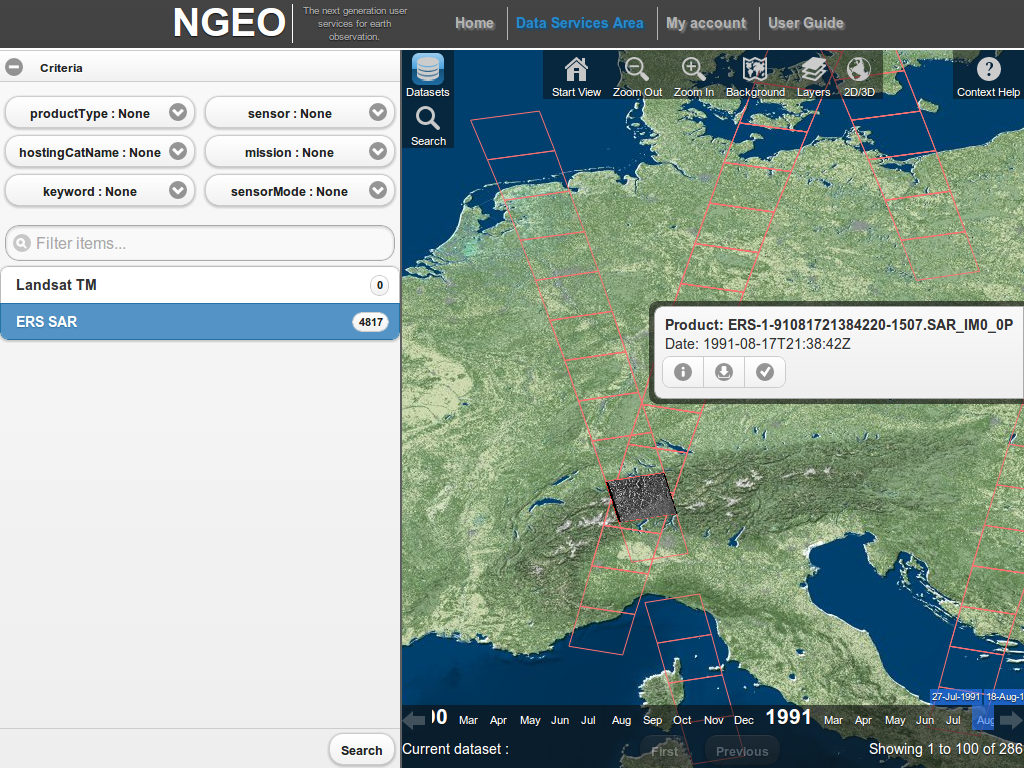 NGEO
The next generation user
services for earth
observation.
Home
Data Services Area
My account
User Guide
Criteria
productType : None
sensor : None
hostingCatName : None
mission : None
keyword : None
sensorMode : None
Filter items...
Landsat TM
0
ERS SAR
4817
Search
Datasets
Search
Start View
Zoom Out
Zoom In
Background
Layers
2D/3D
Context Help
Product: ERS-1-91081721384220-1507.SAR_IM0_0P
Date: 1991-08-17T21:38:42Z
27-Jul-1991
18-Aug-1
Mar
Apr
May
Jun
Jul
Aug
Sep
Oct
Nov
Dec
1991
Mar
Apr
May
Jun
Jul
Aug
Current dataset :
First
Previous
Showing 1 to 100 of 286